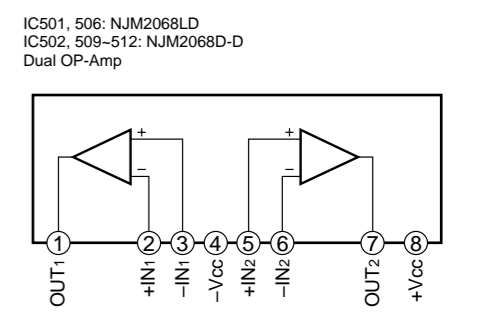 IC501, 506: NJM2068LD
IC502, 509~512: NJM2068D-D
Dual OP-Amp
+ +
− −
1 2 3 4 5 6 7 8
OUT1 +IN1 −IN1 −Vcc +IN2 −IN2 OUT2 +Vcc